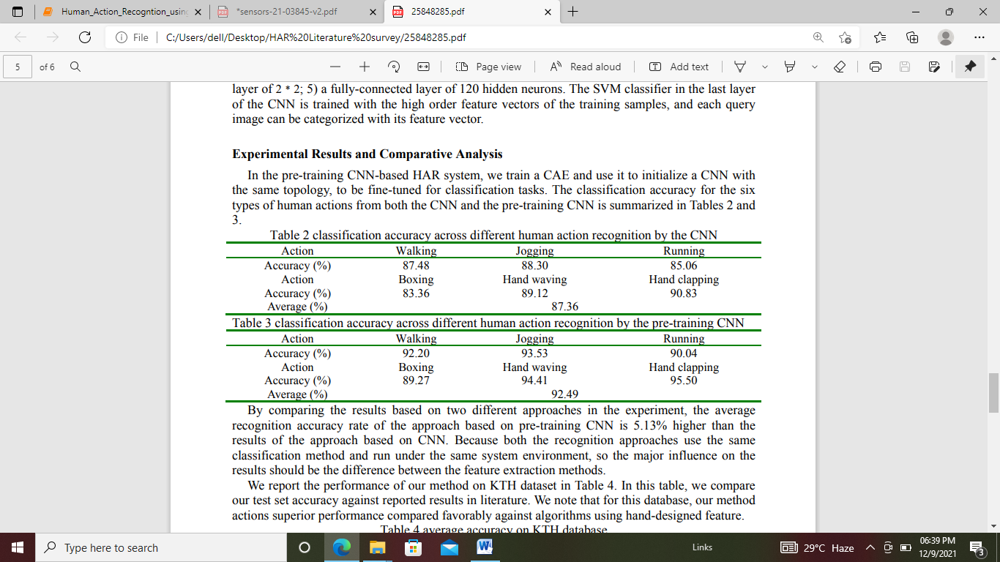 Human_Action_Recogntion_usin
*sensors-21-03845-v2.pdf
25848285.pdf
File C:/Users/dell/Desktop/HAR%20Literature%20survey/25848285.pdf
5 of 6 Page view Read aloud Add text
layer of 2 * 2; 5) a fully-connected layer of 120 hidden neurons. The SVM classifier in the last layer
of the CNN is trained with the high order feature vectors of the training samples, and each query
image can be categorized with its feature vector.
Experimental Results and Comparative Analysis
In the pre-training CNN-based HAR system, we train a CAE and use it to initialize a CNN with
the same topology, to be fine-tuned for classification tasks. The classification accuracy for the six
types of human actions from both the CNN and the pre-training CNN is summarized in Tables 2 and
3.
Table 2 classification accuracy across different human action recognition by the CNN
Action Walking Jogging Running
Accuracy (%) 87.48 88.30 85.06
Action Boxing Hand waving Hand clapping
Accuracy (%) 83.36 89.12 90.83
Average (%) 87.36
Table 3 classification accuracy across different human action recognition by the pre-training CNN
Action Walking Jogging Running
Accuracy (%) 92.20 93.53 90.04
Action Boxing Hand waving Hand clapping
Accuracy (%) 89.27 94.41 95.50
Average (%) 92.49
By comparing the results based on two different approaches in the experiment, the average
recognition accuracy rate of the approach based on pre-training CNN is 5.13% higher than the
results of the approach based on CNN. Because both the recognition approaches use the same
classification method and run under the same system environment, so the major influence on the
results should be the difference between the feature extraction methods.
We report the performance of our method on KTH dataset in Table 4. In this table, we compare
our test set accuracy against reported results in literature. We note that for this database, our method
actions superior performance compared favorably against algorithms using hand-designed feature.
Table 4 average accuracy on KTH database
Type here to search
Links
29°C Haze
06:39 PM
12/9/2021
3